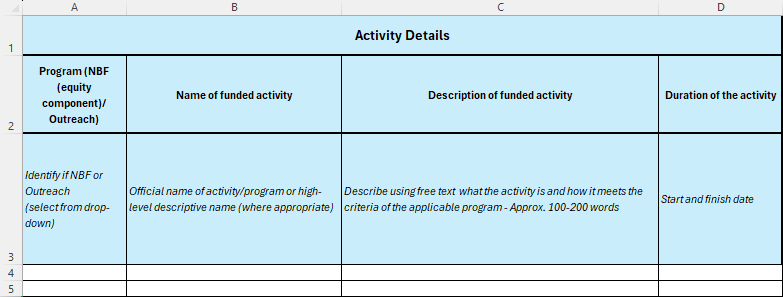 A B C D
1 Activity Details
Program (NBF
(equity
component)/
Outreach)
Name of funded activity
Description of funded activity
Duration of the activity
2
Identify if NBF or
Outreach
(select from drop-
down)
Official name of activity/program or high-
level descriptive name (where appropriate)
Describe using free text what the activity is and how it meets the
criteria of the applicable program - Approx. 100-200 words
Start and finish date
3
4
5